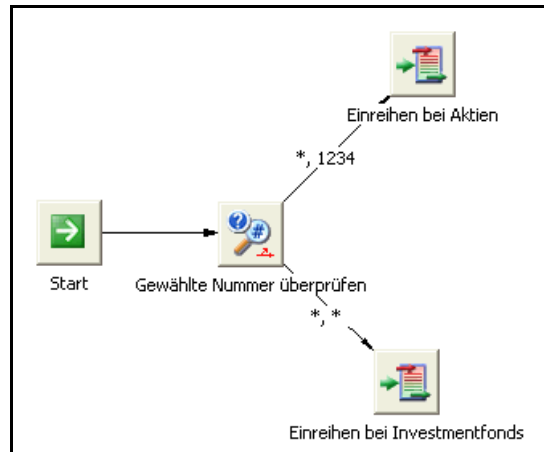 Einreihen bei Aktien
*, 1234
Start
Gewählte Nummer überprüfen
*, *
Einreihen bei Investmentfonds